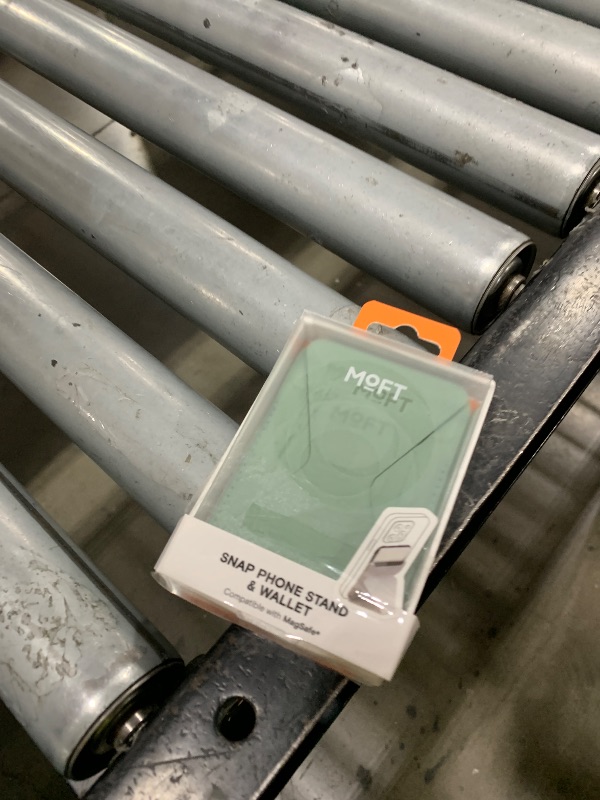 MOFT
SNAP PHONE STAND
& WALLET
Compatible with MagSafe®